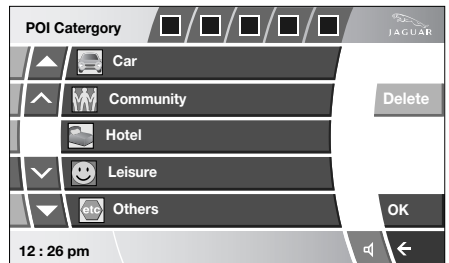 POI Catergory
JAGUAR
Car
Community
Delete
Hotel
Leisure
etc Others
OK
12 : 26 pm